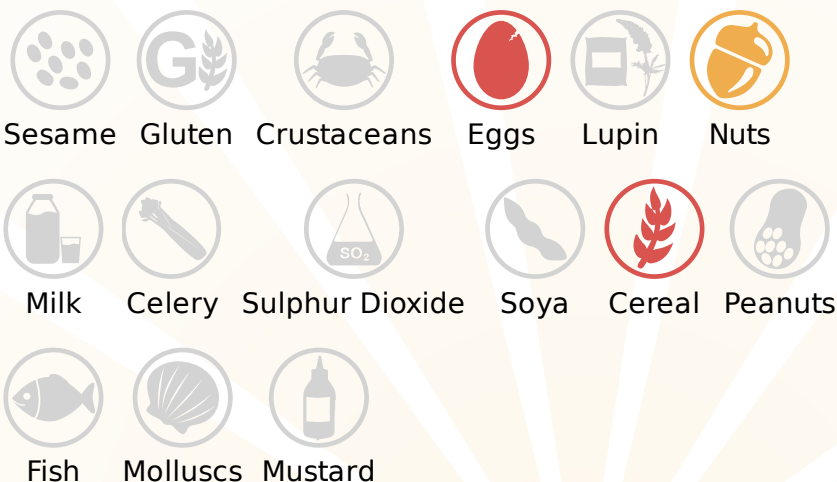 G
Sesame Gluten Crustaceans Eggs Lupin Nuts
SO₂
Milk Celery Sulphur Dioxide Soya Cereal Peanuts
Fish Molluscs Mustard